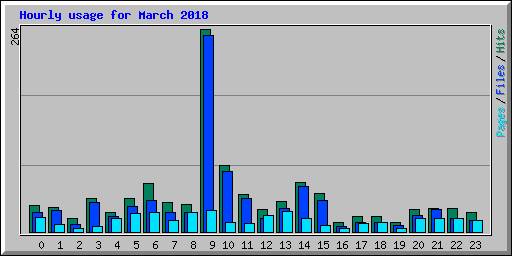 Hourly usage for March 2018
264
Pages/Files/Hits
0 1 2 3 4 5 6 7 8 9 10 11 12 13 14 15 16 17 18 19 20 21 22 23